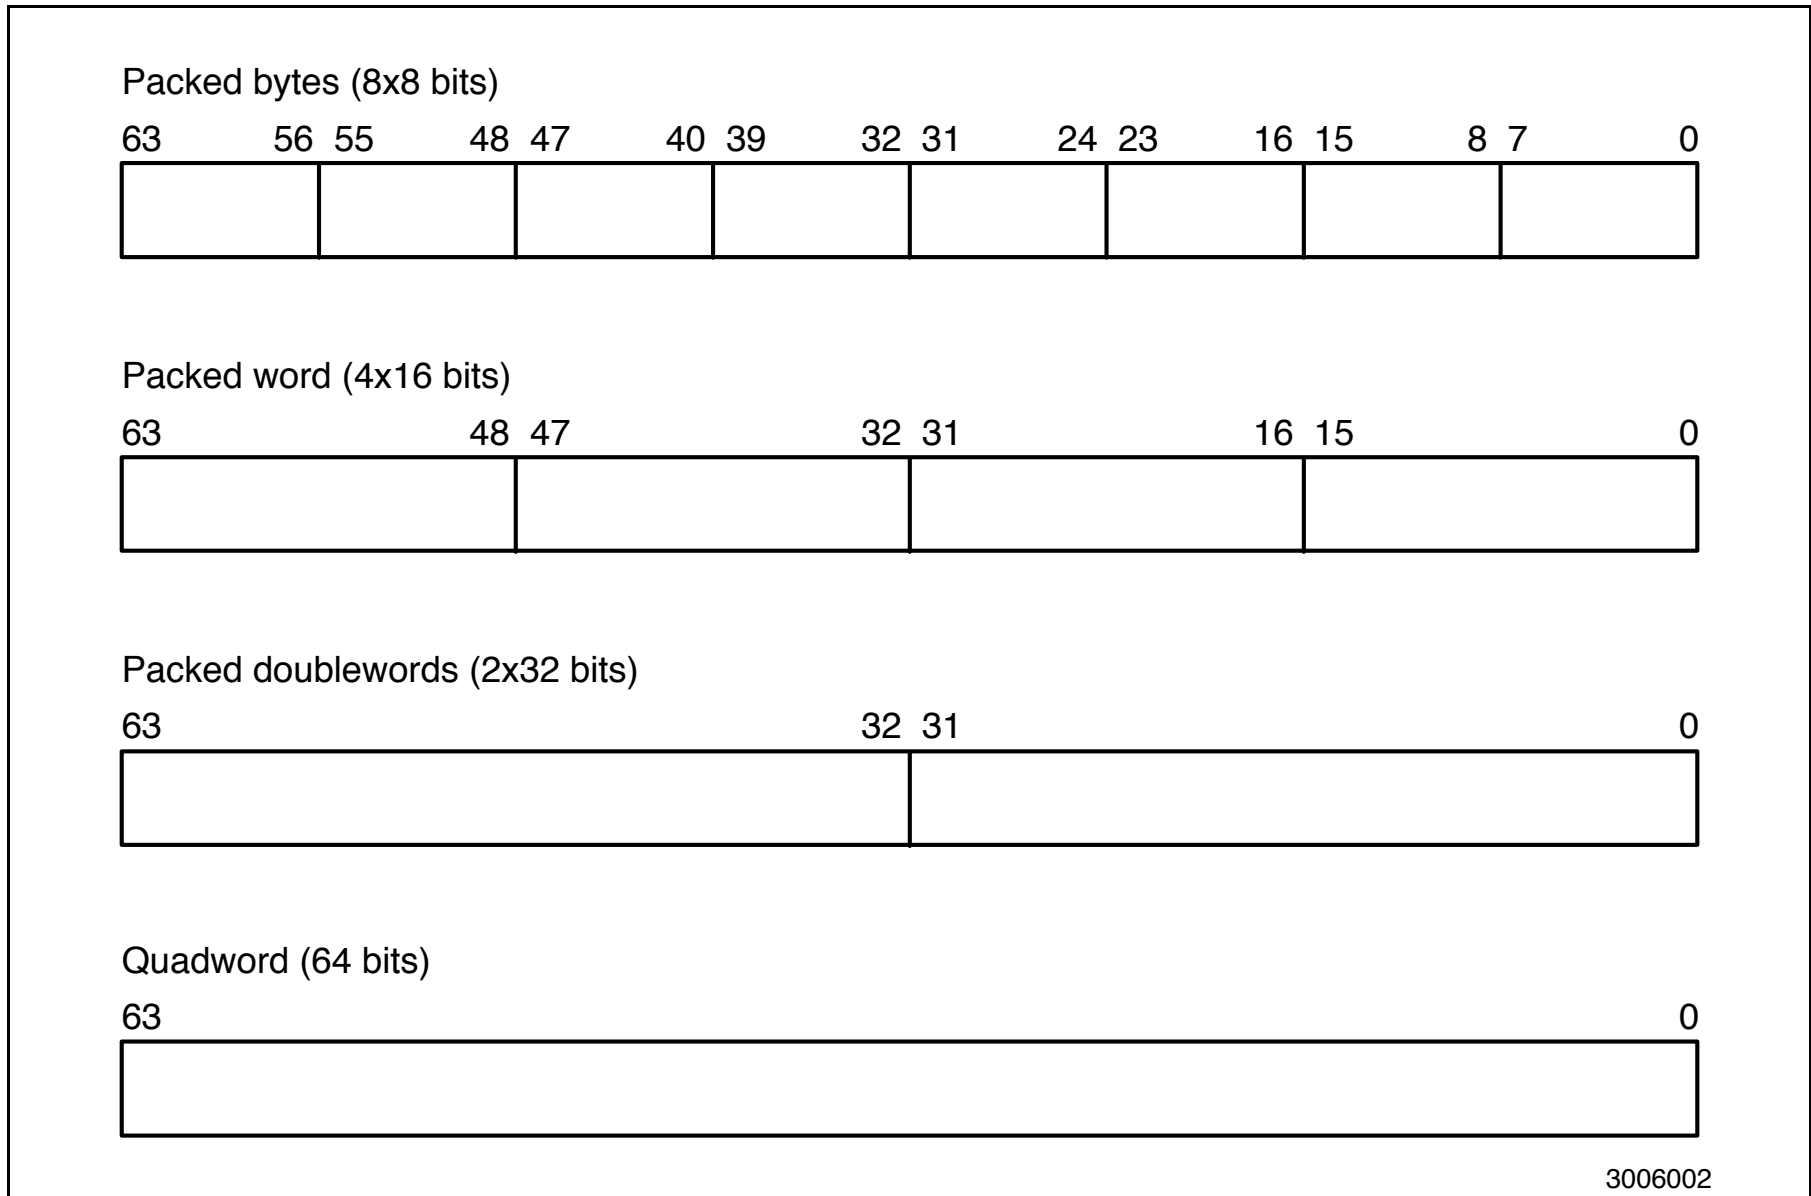 Packed bytes (8x8 bits)
63 56 55 48 47 40 39 32 31 24 23 16 15 8 7 0
Packed word (4x16 bits)
63 48 47 32 31 16 15 0
Packed doublewords (2x32 bits)
63 32 31 0
Quadword (64 bits)
63 0
3006002